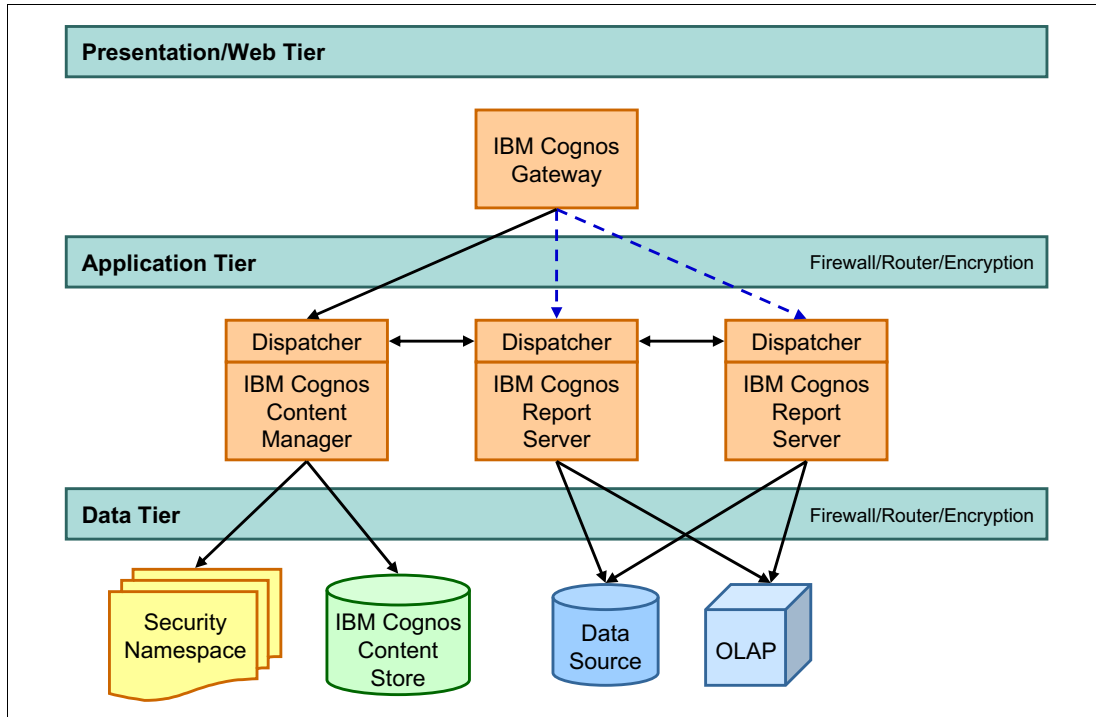 Presentation/Web Tier
IBM Cognos
Gateway
Application Tier
Firewall/Router/Encryption
Dispatcher
IBM Cognos
Content
Manager
Dispatcher
IBM Cognos
Report
Server
Dispatcher
IBM Cognos
Report
Server
Data Tier
Firewall/Router/Encryption
Security
Namespace
IBM Cognos
Content
Store
Data
Source
OLAP